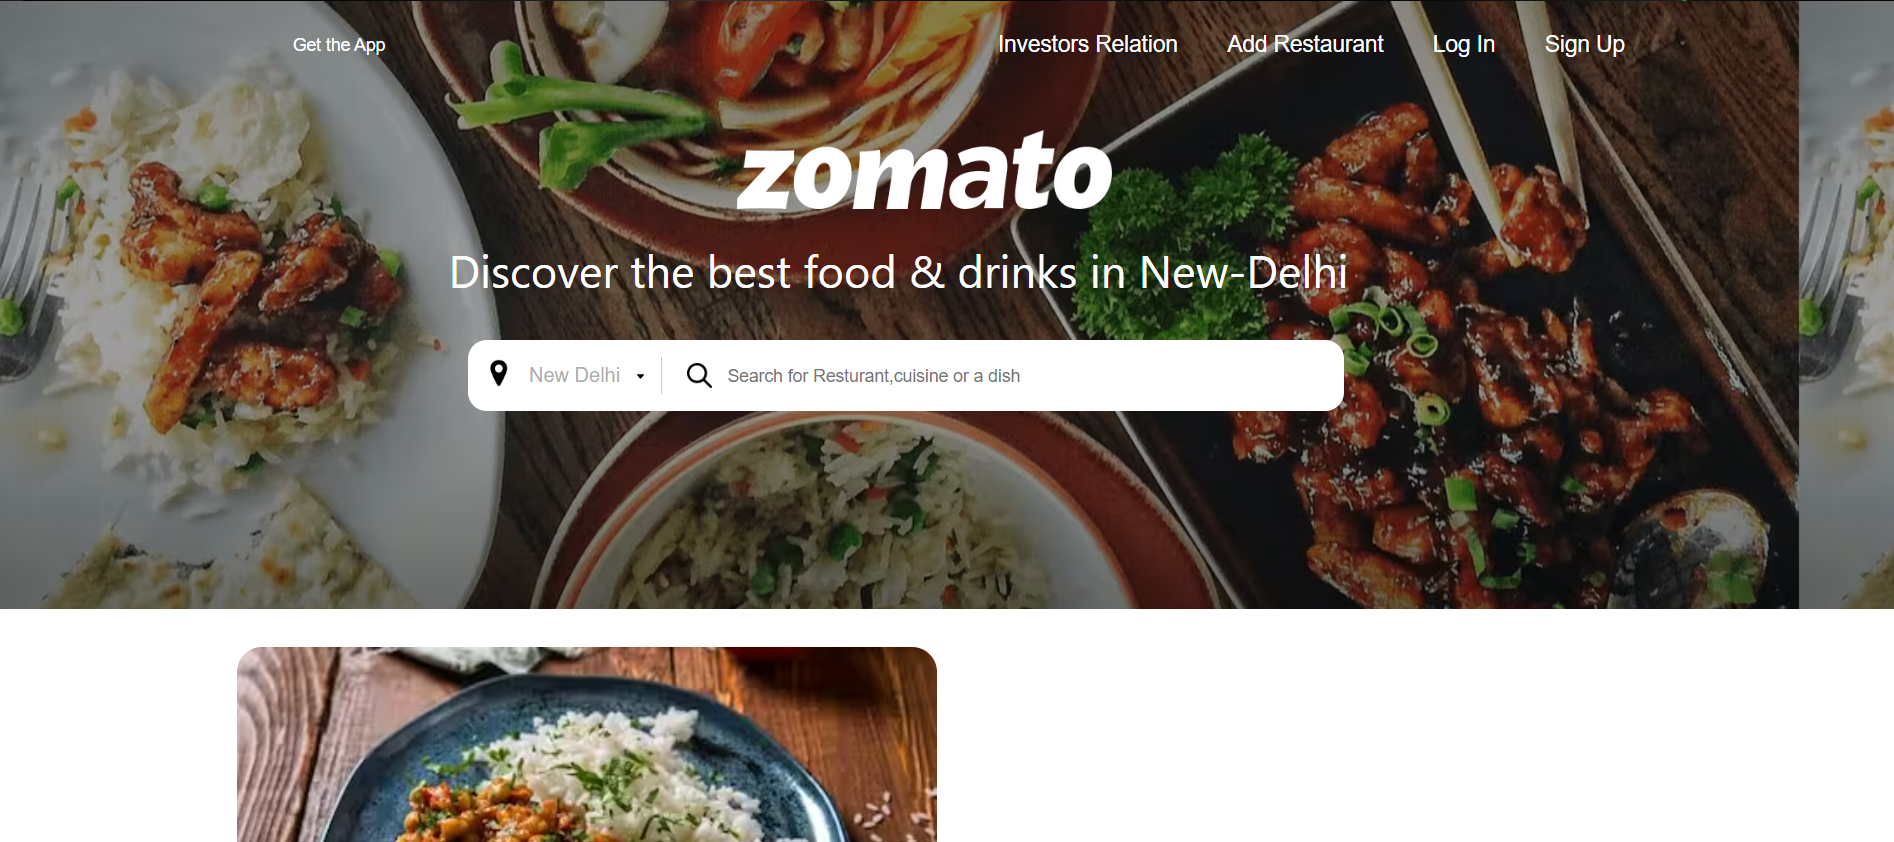 Get the App
Investors Relation
Add Restaurant
Log In
Sign Up
zomato
Discover the best food & drinks in New-Delhi
New Delhi
Search for Resturant,cuisine or a dish